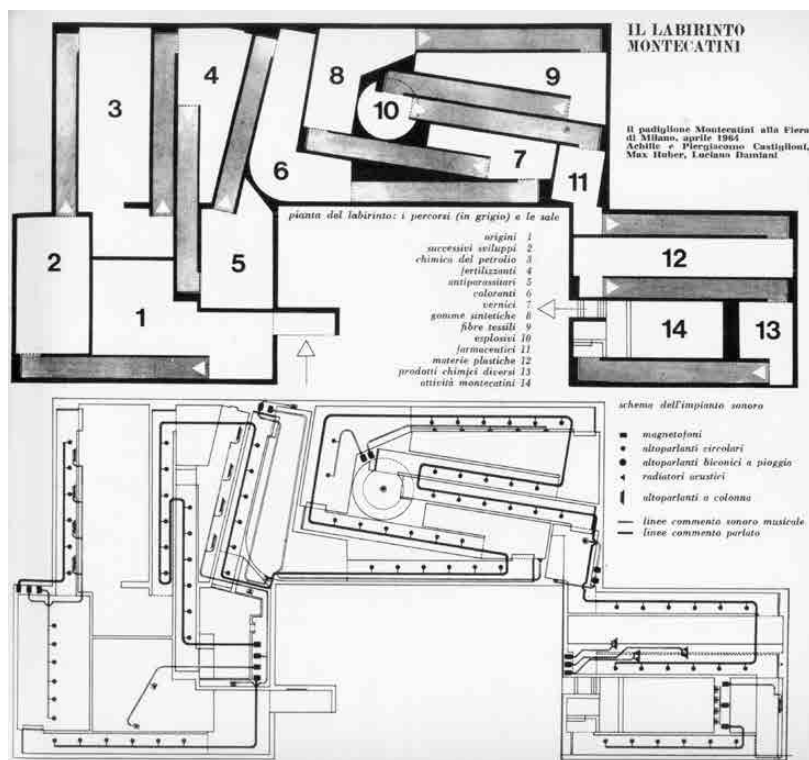 IL LABIRINTO
MONTECATINI
il padiglione Montecatini alla Fiera
di Milano, aprile 1964
Achille e Piergiacomo Castiglioni,
Max Huber, Luciano Damiani
3
4
8
9
10
7
6
11
2
5
1
12
14
13
pianta del labirinto: i percorsi (in grigio) e le sale
origini 1
successivi sviluppi 2
chimico del petrolio 3
fertilizzanti 4
antiparassitari 5
coloranti 6
vernici 7
gomme sintetiche 8
fibre tessili 9
esplosivi 10
farmaceutici 11
materie plastiche 12
prodotti chimici diversi 13
attività montecatini 14
schema dell'impianto sonoro
magnetofoni
altoparlanti circolari
altoparlanti biconici a pioggia
radiatori acustici
altoparlanti a colonna
linee commento sonoro musicale
linee commento parlato